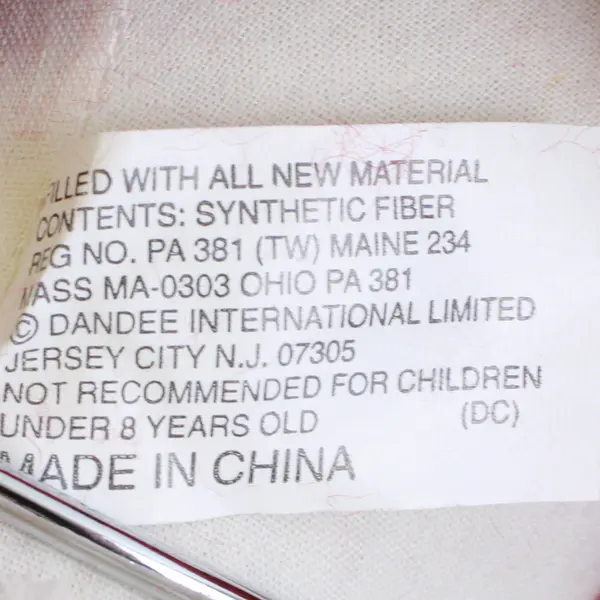 FILLED WITH ALL NEW MATERIAL
CONTENTS: SYNTHETIC FIBER
REG NO. PA 381 (TW) MAINE 234
MASS MA-0303 OHIO PA 381
© DANDEE INTERNATIONAL LIMITED
JERSEY CITY N.J. 07305
NOT RECOMMENDED FOR CHILDREN
UNDER 8 YEARS OLD (DC)
MADE IN CHINA